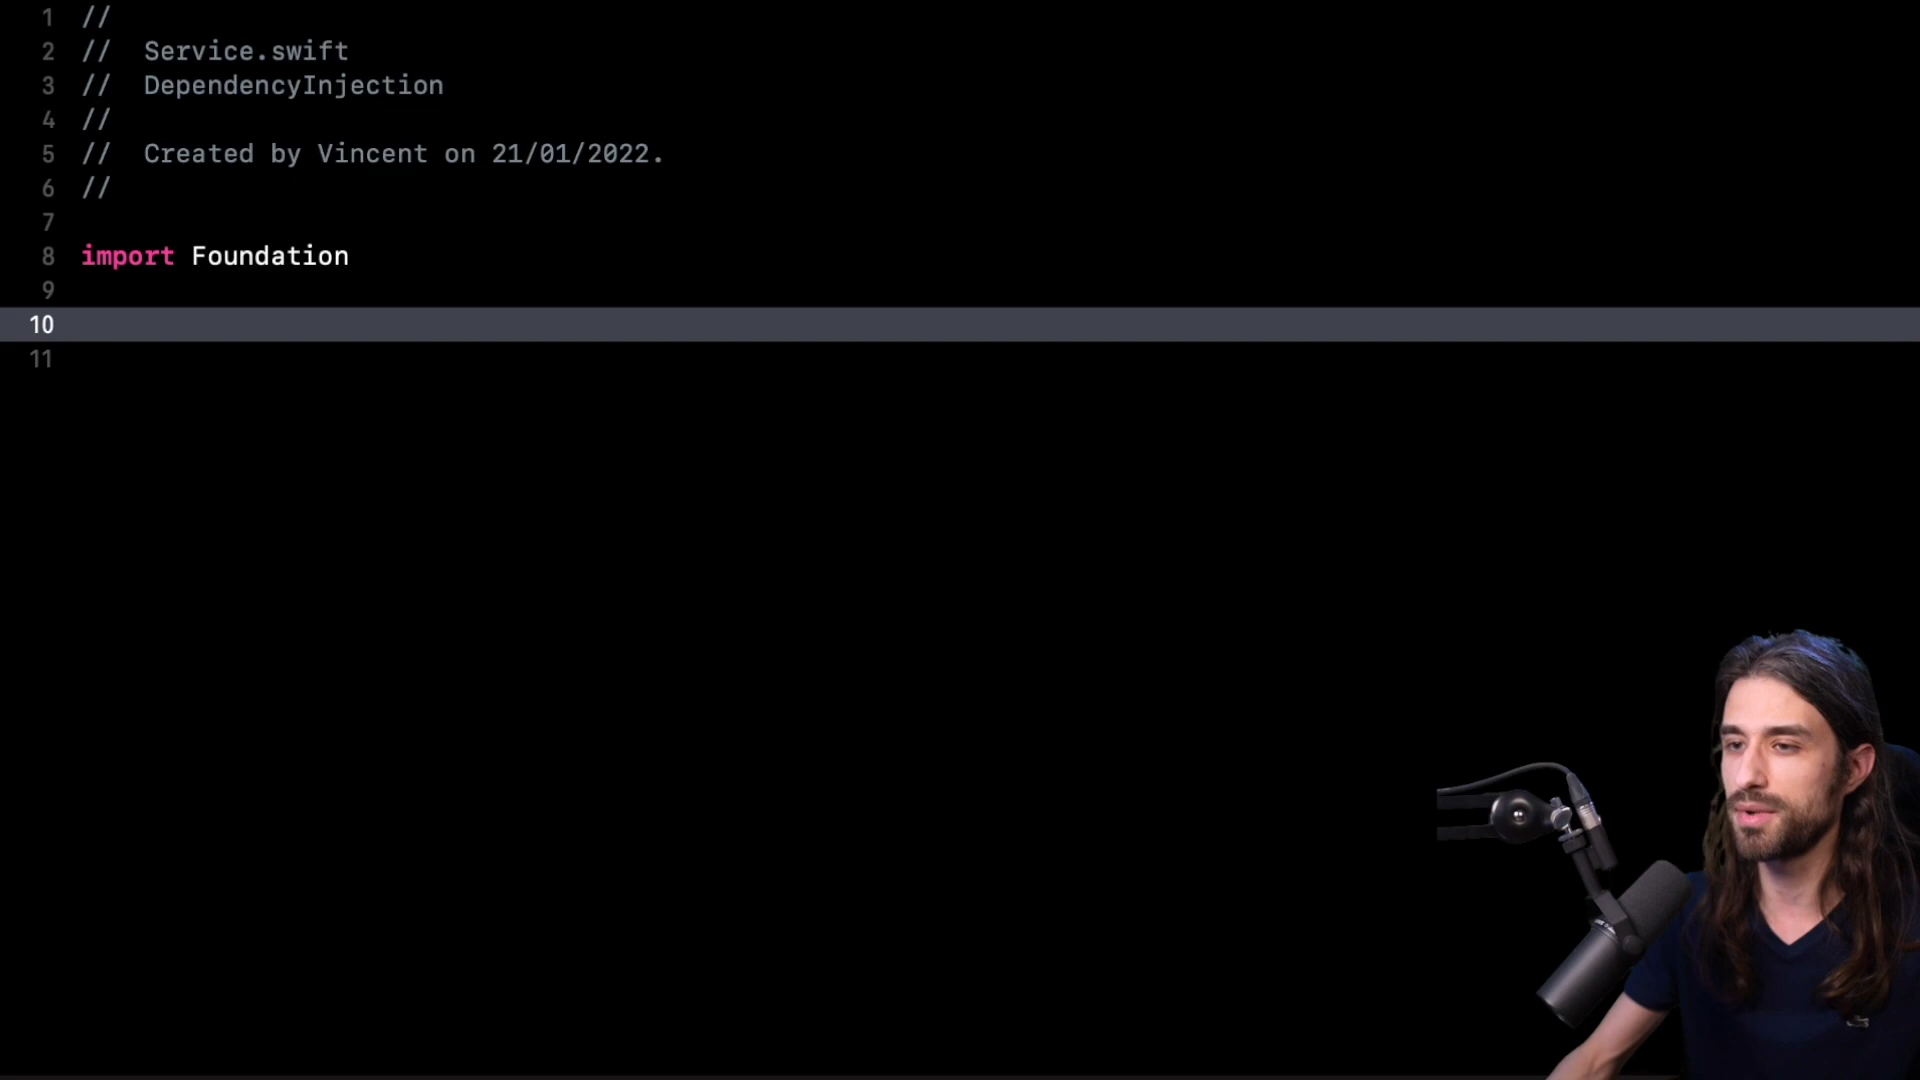 1 //
2 //  Service.swift
3 //  DependencyInjection
4 //
5 //  Created by Vincent on 21/01/2022.
6 //
7
8 import Foundation
9
10
11